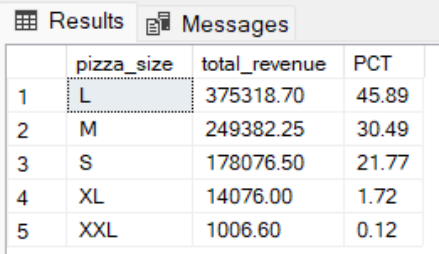 Results Messages
pizza_size total_revenue PCT
1 L 375318.70 45.89
2 M 249382.25 30.49
3 S 178076.50 21.77
4 XL 14076.00 1.72
5 XXL 1006.60 0.12